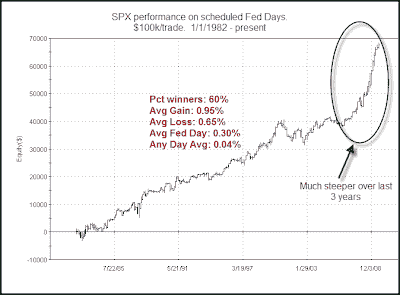 SPX performance on scheduled Fed Days.
$100k/trade. 1/1/1982 - present
Equity($)
70000
60000
50000
40000
30000
20000
10000
0
-10000
Pct winners: 60%
Avg Gain: 0.95%
Avg Loss: 0.65%
Avg Fed Day: 0.30%
Any Day Avg: 0.04%
Much steeper over last
3 years
7/22/85
5/21/91
3/19/97
1/29/03
12/3/08